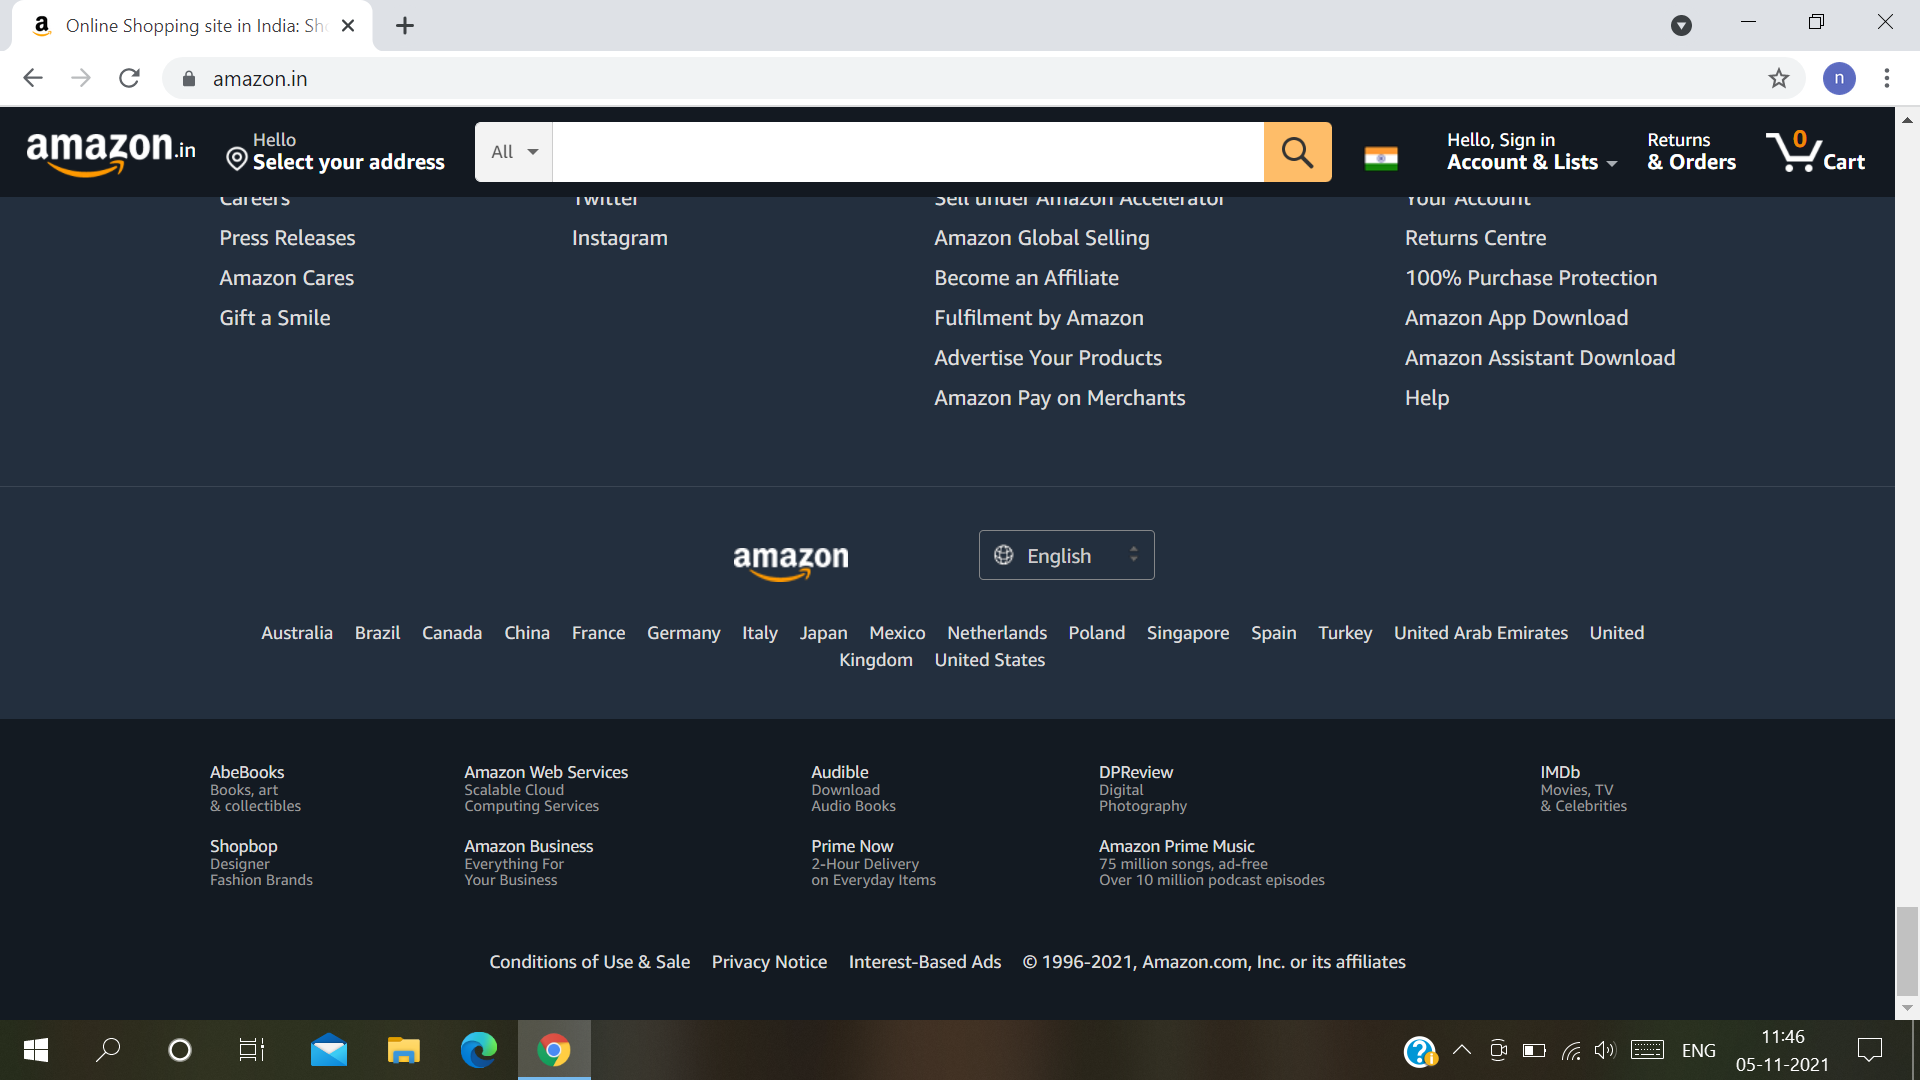 Online Shopping site in India: Sh
amazon.in
n
amazon.in
Hello
Select your address
All
Hello, Sign in
Account & Lists
Returns
& Orders
0
Cart
Careers
Twitter
Sell under Amazon Accelerator
Your Account
Press Releases
Instagram
Amazon Global Selling
Returns Centre
Amazon Cares
Become an Affiliate
100% Purchase Protection
Gift a Smile
Fulfilment by Amazon
Amazon App Download
Advertise Your Products
Amazon Assistant Download
Amazon Pay on Merchants
Help
amazon
English
Australia Brazil Canada China France Germany Italy Japan Mexico Netherlands Poland Singapore Spain Turkey United Arab Emirates United
Kingdom United States
AbeBooks
Books, art
& collectibles
Amazon Web Services
Scalable Cloud
Computing Services
Audible
Download
Audio Books
DPReview
Digital
Photography
IMDb
Movies, TV
& Celebrities
Shopbop
Designer
Fashion Brands
Amazon Business
Everything For
Your Business
Prime Now
2-Hour Delivery
on Everyday Items
Amazon Prime Music
75 million songs, ad-free
Over 10 million podcast episodes
Conditions of Use & Sale Privacy Notice Interest-Based Ads © 1996-2021, Amazon.com, Inc. or its affiliates
ENG
11:46
05-11-2021